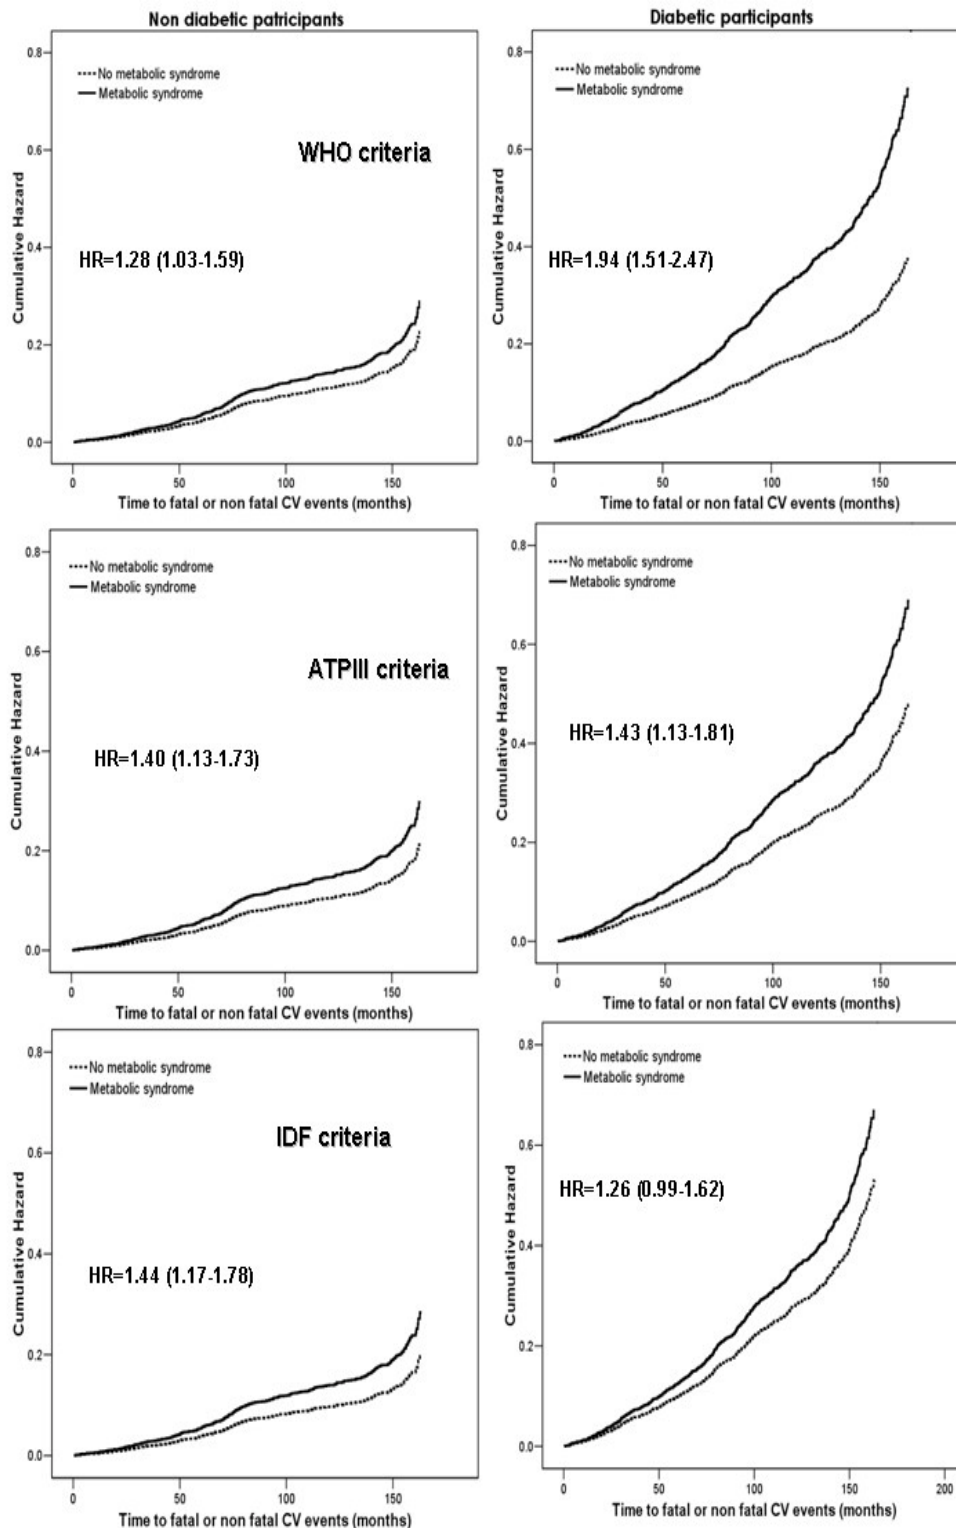 Non diabetic patricipants
Diabetic participants
0.8
No metabolic syndrome
Metabolic syndrome
WHO criteria
0.6
Cumulative Hazard
0.4
HR=1.28 (1.03-1.59)
0.2
0.0
0 50 100 150
Time to fatal or non fatal CV events (months)
0.8
No metabolic syndrome
Metabolic syndrome
0.6
Cumulative Hazard
0.4
HR=1.94 (1.51-2.47)
0.2
0.0
0 50 100 150
Time to fatal or non fatal CV events (months)
0.8
No metabolic syndrome
Metabolic syndrome
ATPIII criteria
0.6
Cumulative Hazard
0.4
HR=1.40 (1.13-1.73)
0.2
0.0
0 50 100 150
Time to fatal or non fatal CV events (months)
0.8
No metabolic syndrome
Metabolic syndrome
0.6
Cumulative Hazard
HR=1.43 (1.13-1.81)
0.4
0.2
0.0
0 50 100 150
Time to fatal or non fatal CV events (months)
0.8
No metabolic syndrome
Metabolic syndrome
IDF criteria
0.6
Cumulative Hazard
0.4
HR=1.44 (1.17-1.78)
0.2
0.0
0 50 100 150
Time to fatal or non fatal CV events (months)
0.8
No metabolic syndrome
Metabolic syndrome
0.6
Cumulative Hazard
HR=1.26 (0.99-1.62)
0.4
0.2
0.0
0 50 100 150 200
Time to fatal or non fatal CV events (months)